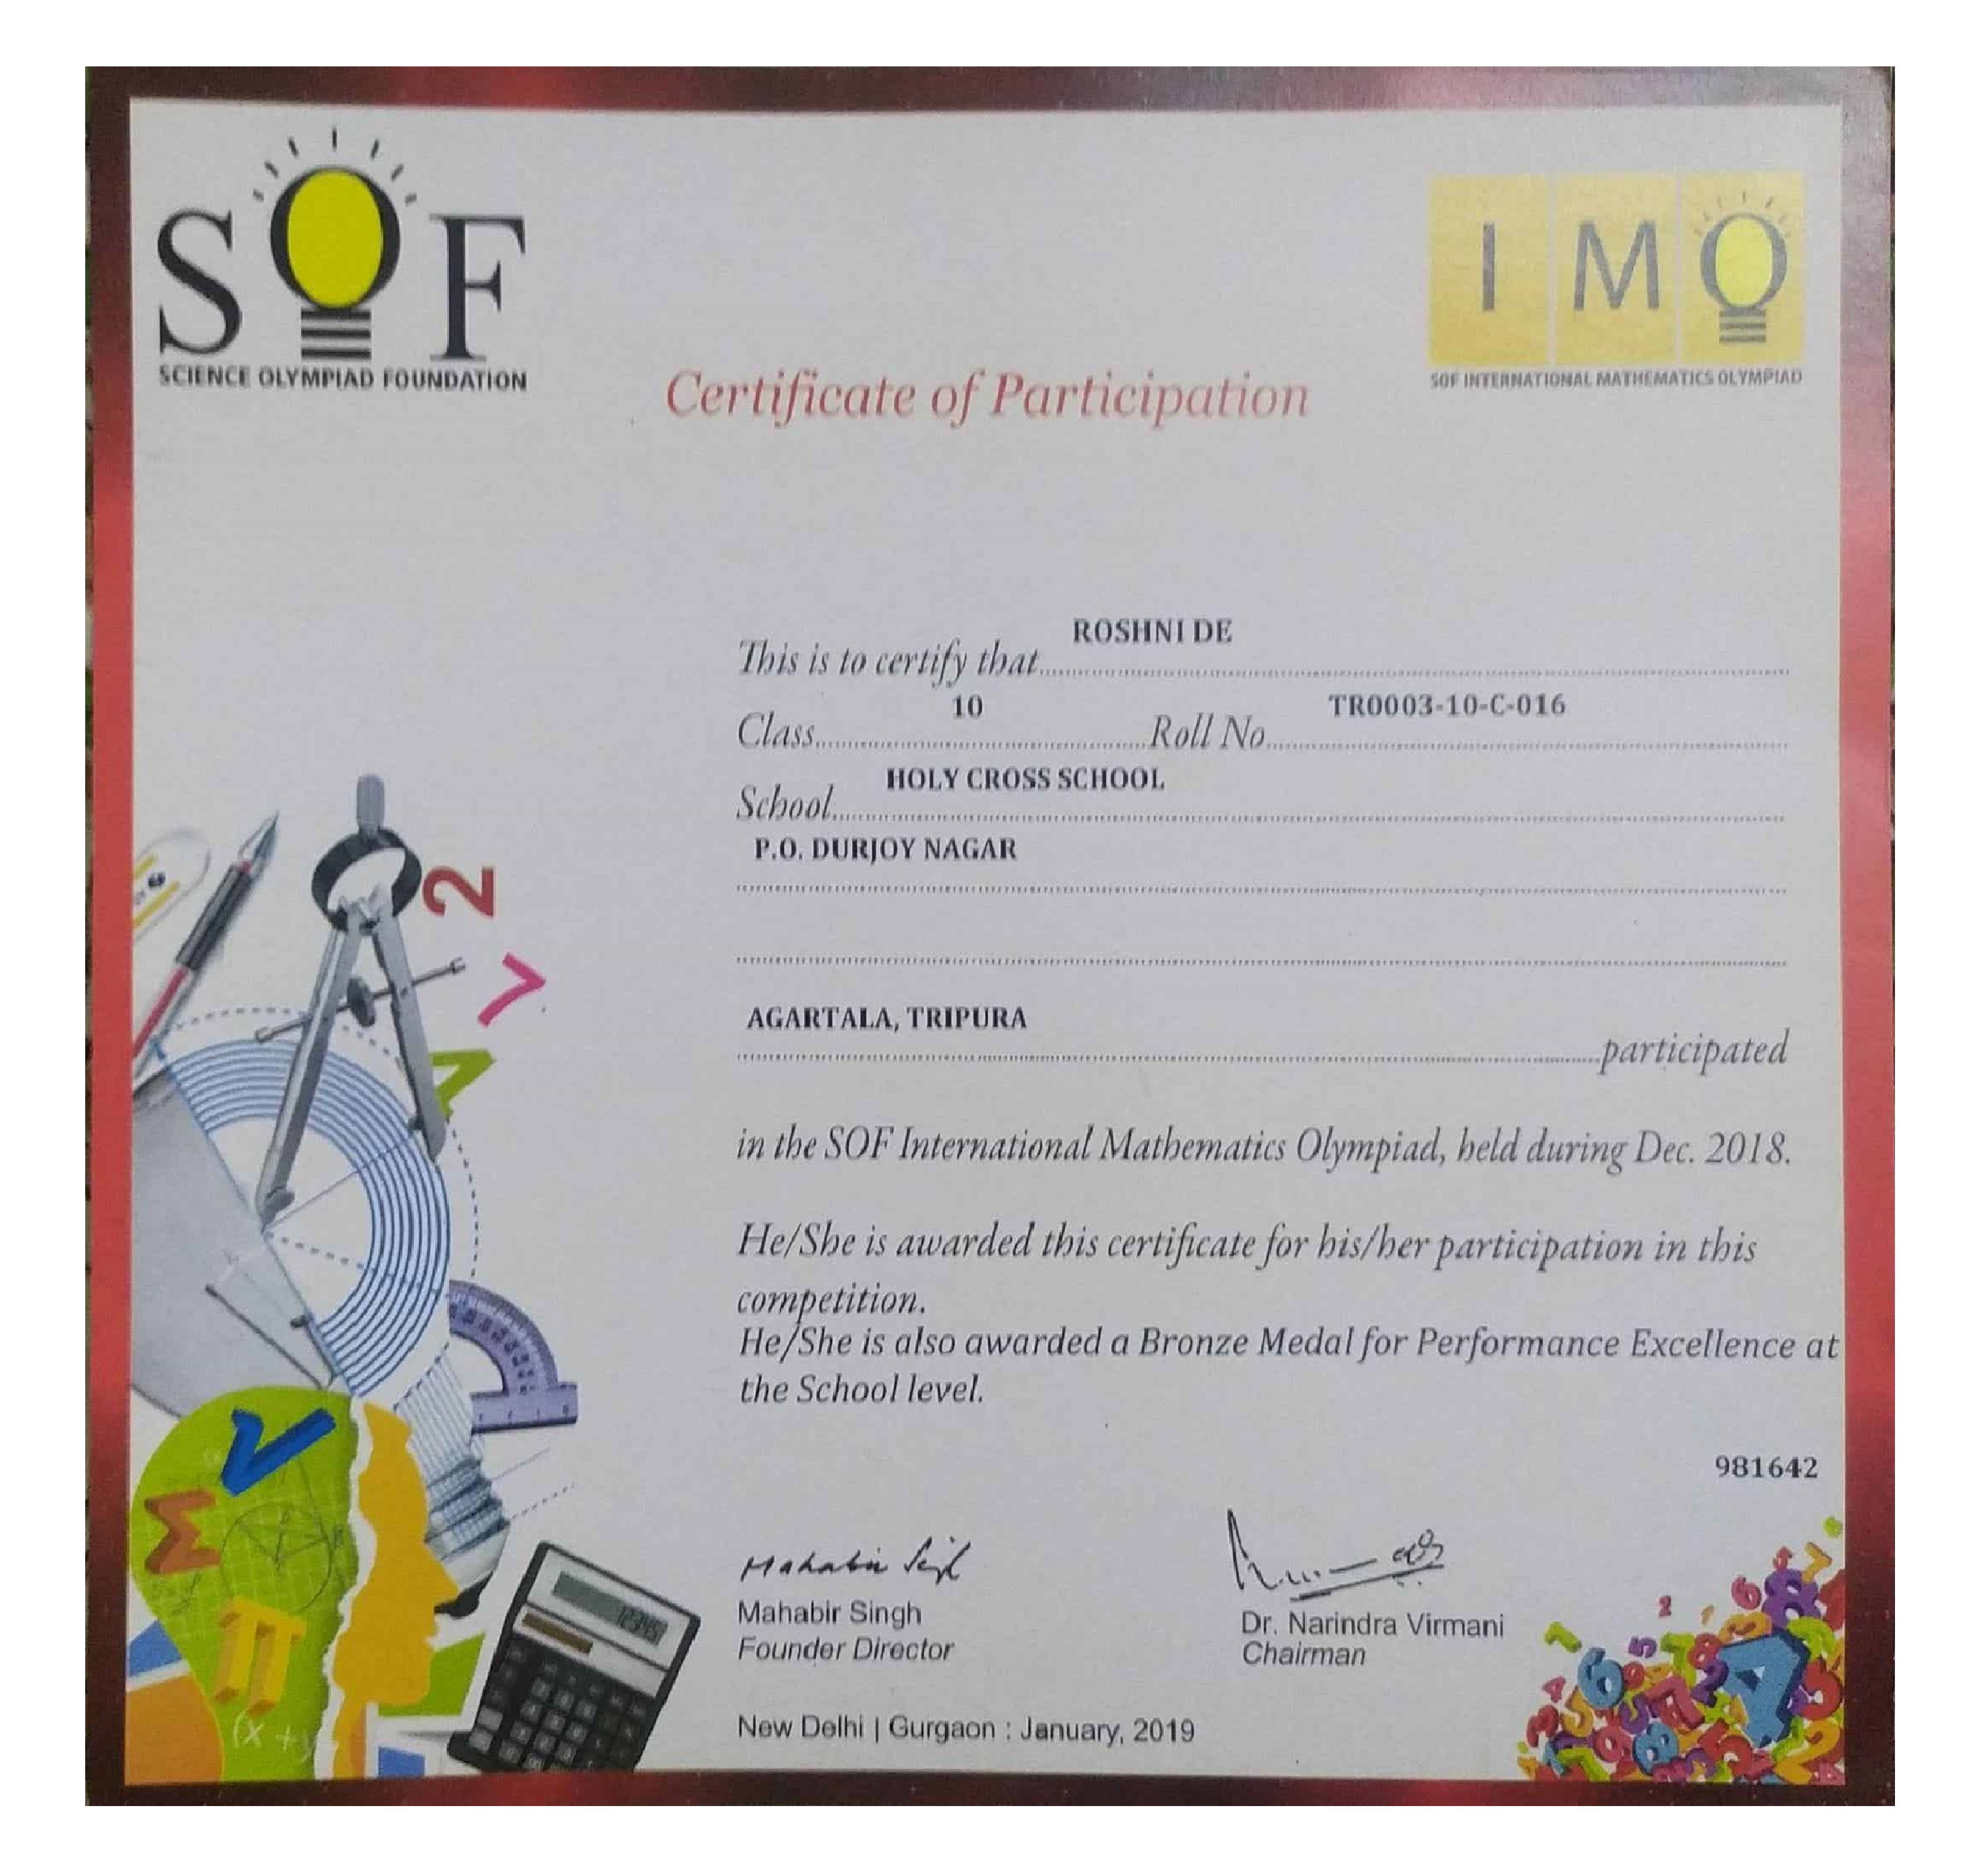 SOF
SCIENCE OLYMPIAD FOUNDATION
IMO
SOF INTERNATIONAL MATHEMATICS OLYMPIAD
Certificate of Participation
This is to certify that ROSHNI DE
Class 10 Roll No. TR0003-10-C-016
School HOLY CROSS SCHOOL
P.O. DURJOY NAGAR
AGARTALA, TRIPURA
participated
in the SOF International Mathematics Olympiad, held during Dec. 2018.
He/She is awarded this certificate for his/her participation in this
competition.
He/She is also awarded a Bronze Medal for Performance Excellence at
the School level.
981642
Mahabir Singh
Mahabir Singh
Founder Director
Dr. Narindra Virmani
Chairman
New Delhi | Gurgaon : January, 2019